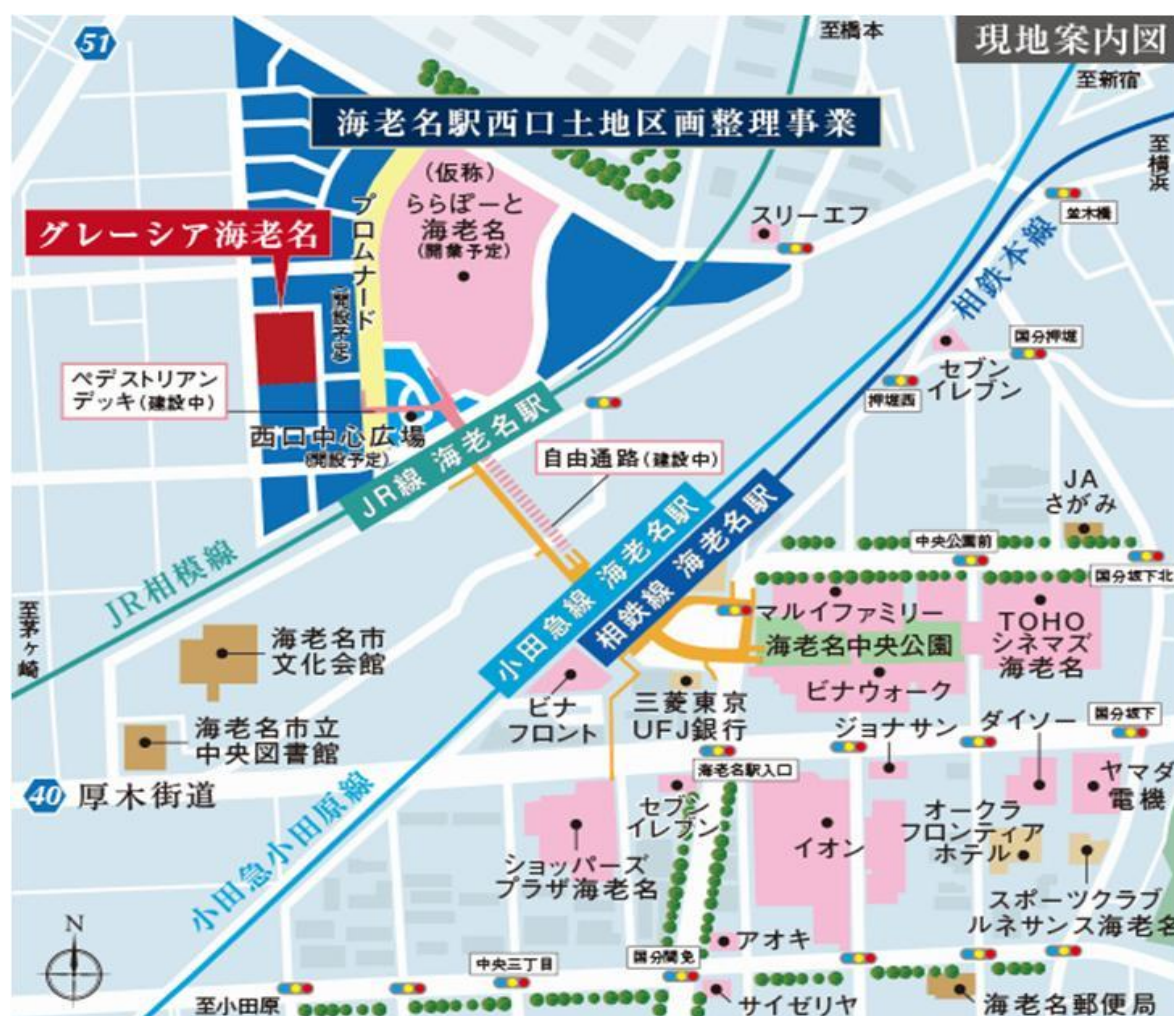 現地案内図
51
至橋本
至新宿
至横浜
海老名駅西口土地区画整理事業
(仮称)
ららぽーと
海老名
(開業予定)
プロムナード
(開設予定)
グレーシア海老名
スリーエフ
並木橋
相鉄本線
国分押堀
セブン
イレブン
押堀西
ペデストリアン
デッキ(建設中)
西口中心広場
(開設予定)
JR線 海老名駅
自由通路(建設中)
JA
さがみ
中央公園前
国分坂下北
小田急線 海老名駅
相鉄線 海老名駅
JR相模線
至茅ヶ崎
マルイファミリー
海老名中央公園
TOHO
シネマズ
海老名
海老名市
文化会館
ビナウォーク
ビナ
フロント
三菱東京
UFJ銀行
ジョナサン
ダイソー
国分坂下
海老名市立
中央図書館
海老名駅入口
ヤマダ
電機
40
厚木街道
セブン
イレブン
オークラ
フロンティア
ホテル
イオン
ショッパーズ
プラザ海老名
小田急小田原線
スポーツクラブ
ルネサンス海老名
N
アオキ
中央三丁目
国分間免
至小田原
サイゼリヤ
海老名郵便局